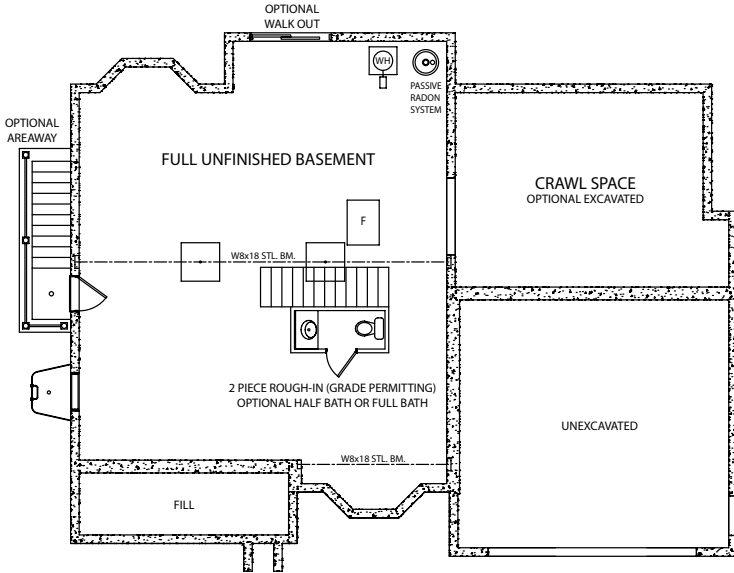 OPTIONAL
WALK OUT
WH
PASSIVE
RADON
SYSTEM
OPTIONAL
AREAWAY
FULL UNFINISHED BASEMENT
CRAWL SPACE
OPTIONAL EXCAVATED
F
W8x18 STL. BM.
2 PIECE ROUGH-IN (GRADE PERMITTING)
OPTIONAL HALF BATH OR FULL BATH
UNEXCAVATED
W8x18 STL. BM.
FILL